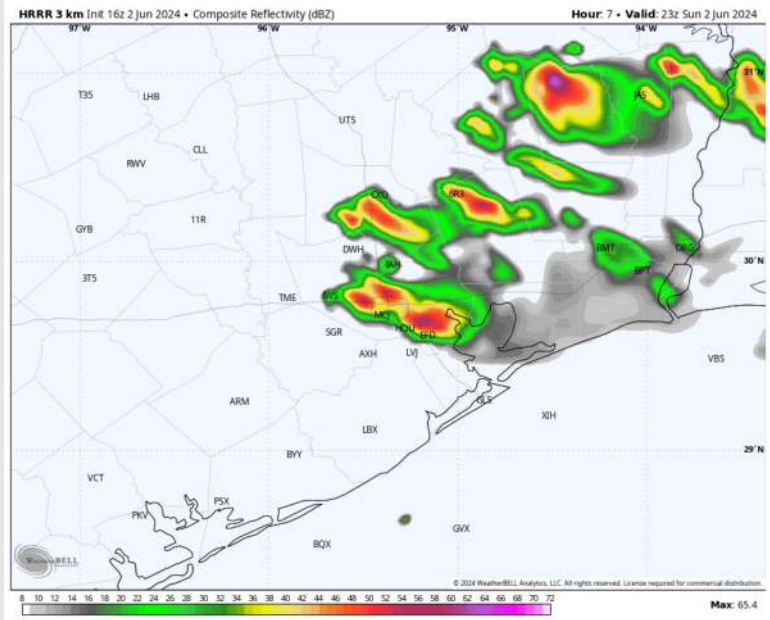 HRRR 3 km Init 16z 2 Jun 2024 • Composite Reflectivity (dBZ) Hour: 7 • Valid: 23z Sun 2 Jun 2024
97°W 96°W 95°W 94°W
31°N
T35 LHB JAS
UTS
CLL
RWV
CXO 6R3
11R
GYB
DWH BMT ORG
30°N
IAH BPT
3T5
TME IWS
MCJ
SGR HOU EFD
AXH LVJ VBS
ARM GLS
XIH
LBX
29°N
BYY
VCT
PSX
PKV
GVX
BQX
WEATHERBELL
© 2024 WeatherBELL Analytics, LLC. All rights reserved. License required for commercial distribution.
8 10 12 14 16 18 20 22 24 26 28 30 32 34 36 38 40 42 44 46 48 50 52 54 56 58 60 62 64 66 68 70 72 Max: 65.4